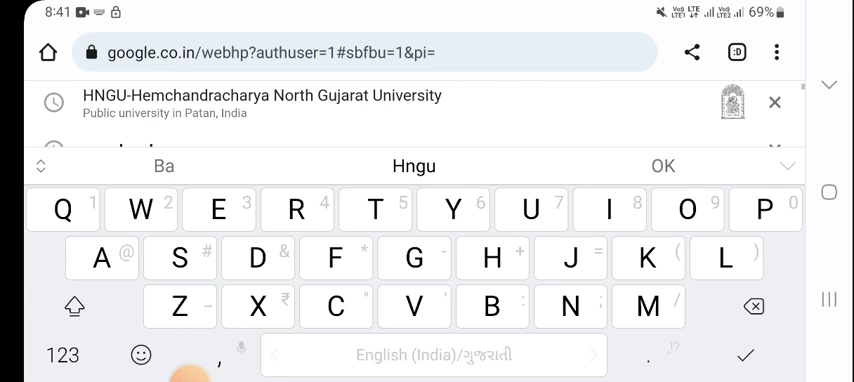 8:41 69%
google.co.in/webhp?authuser=1#sbfbu=1&pi= :D
HNGU-Hemchandracharya North Gujarat University
Public university in Patan, India
Ba Hngu OK
Q 1 W 2 E 3 R 4 T 5 Y 6 U 7 I 8 O 9 P 0
A @ S # D & F * G - H + J = K ( L )
Z _ X ₹ C " V ' B : N ; M /
123 , English (India)/ગુજરાતી . ,!?